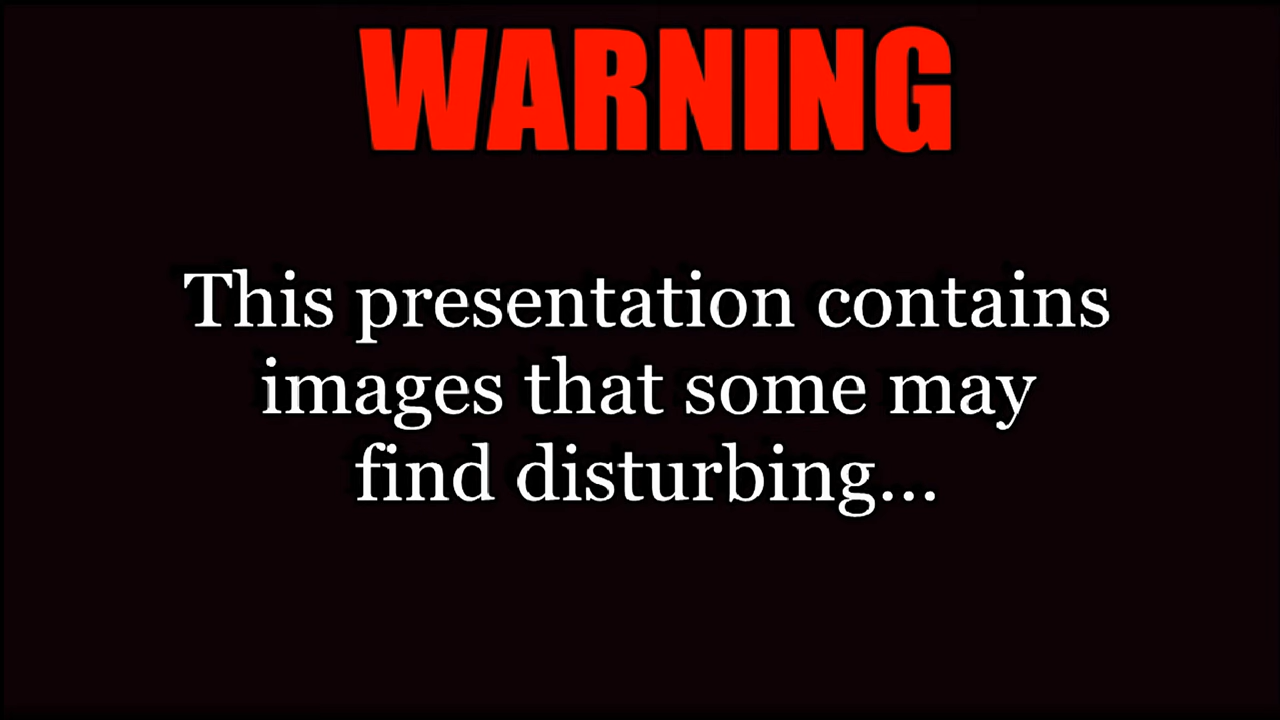 WARNING
This presentation contains
images that some may
find disturbing...